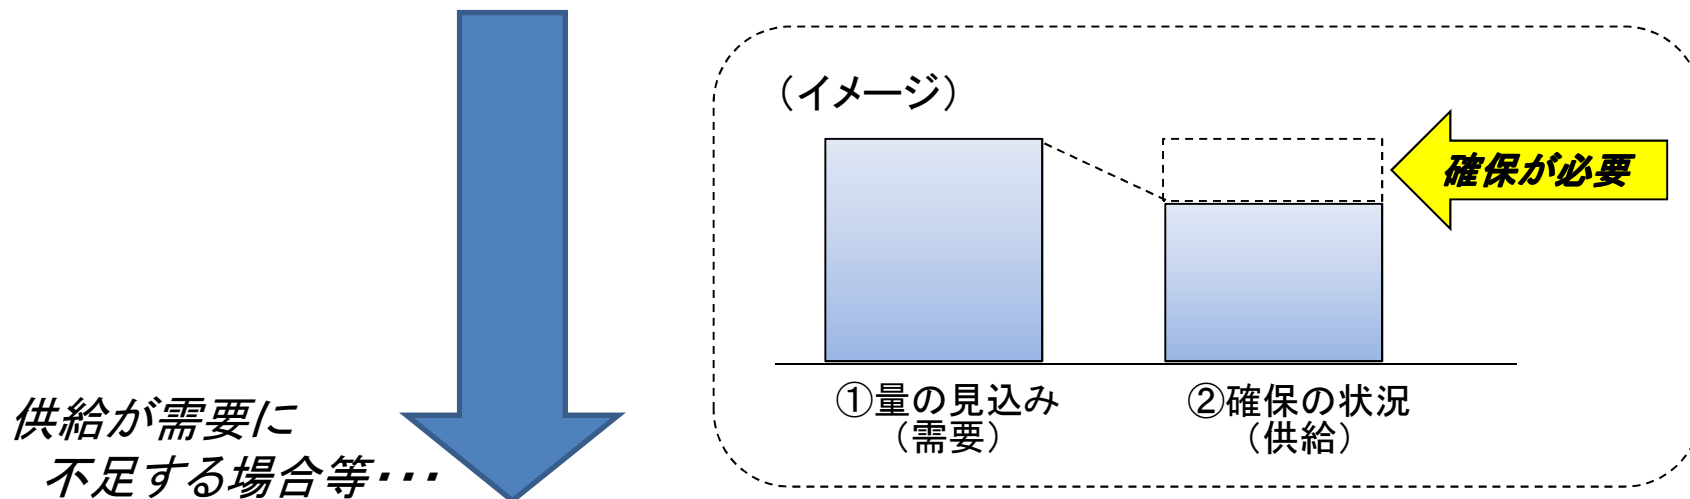 （イメージ）
確保が必要
①量の見込み
（需要）
②確保の状況
（供給）
供給が需要に
不足する場合等･･･